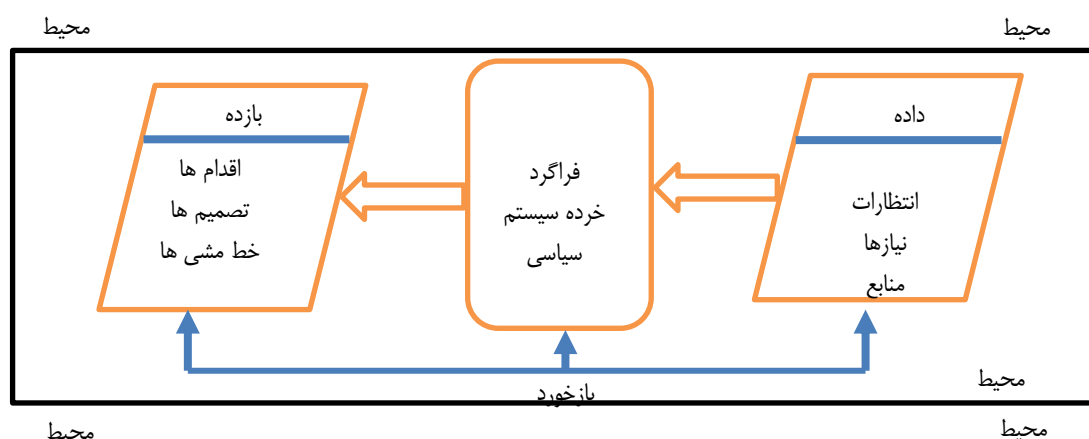 محیط
محیط
داده
انتظارات
نیازها
منابع
فراگرد
خرده سیستم
سیاسی
بازده
اقدام ها
تصمیم ها
خط مشی ها
بازخورد
محیط
محیط
محیط